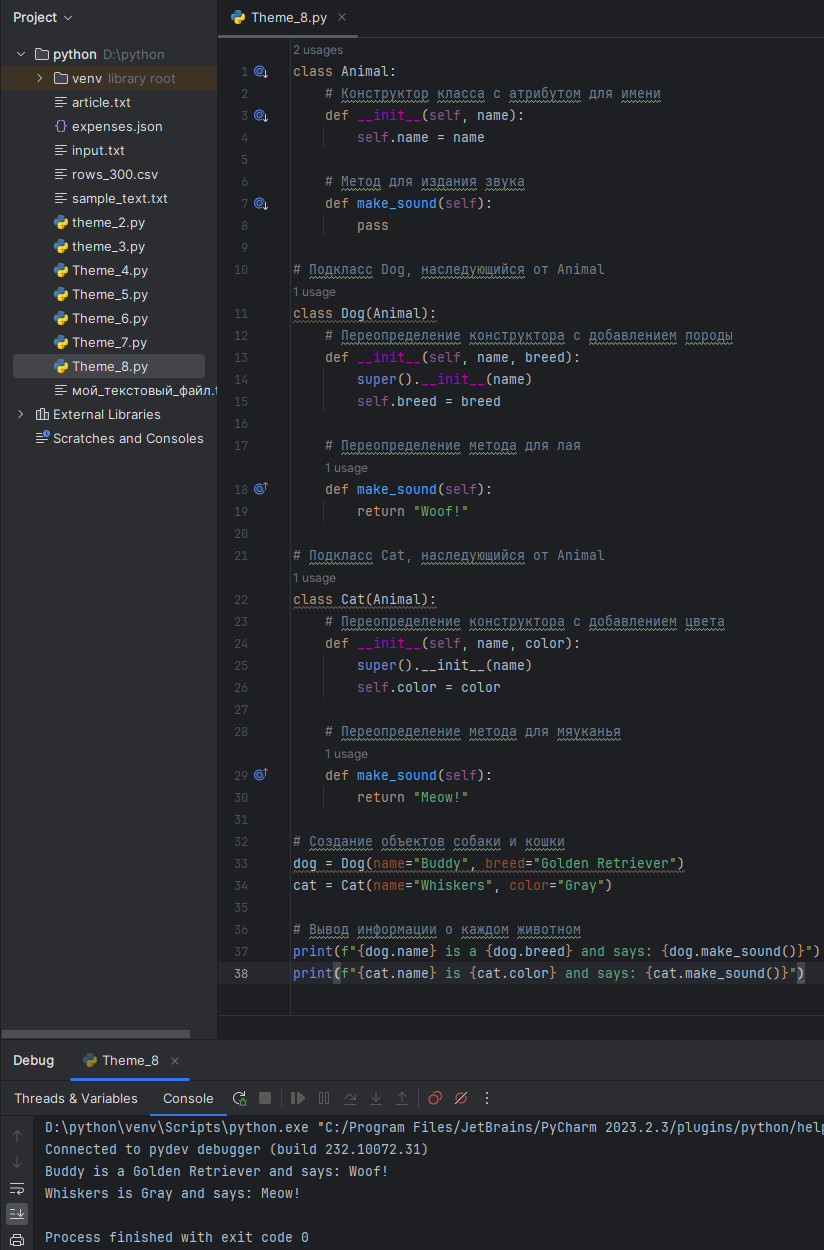 Project
python D:\python
venv library root
article.txt
expenses.json
input.txt
rows_300.csv
sample_text.txt
theme_2.py
theme_3.py
Theme_4.py
Theme_5.py
Theme_6.py
Theme_7.py
Theme_8.py
мой_текстовый_файл.
External Libraries
Scratches and Consoles
Theme_8.py
2 usages
1 class Animal:
2 # Конструктор класса с атрибутом для имени
3 def __init__(self, name):
4 self.name = name
5
6 # Метод для издания звука
7 def make_sound(self):
8 pass
9
10 # Подкласс Dog, наследующийся от Animal
1 usage
11 class Dog(Animal):
12 # Переопределение конструктора с добавлением породы
13 def __init__(self, name, breed):
14 super().__init__(name)
15 self.breed = breed
16
17 # Переопределение метода для лая
1 usage
18 def make_sound(self):
19 return "Woof!"
20
21 # Подкласс Cat, наследующийся от Animal
1 usage
22 class Cat(Animal):
23 # Переопределение конструктора с добавлением цвета
24 def __init__(self, name, color):
25 super().__init__(name)
26 self.color = color
27
28 # Переопределение метода для мяуканья
1 usage
29 def make_sound(self):
30 return "Meow!"
31
32 # Создание объектов собаки и кошки
33 dog = Dog(name="Buddy", breed="Golden Retriever")
34 cat = Cat(name="Whiskers", color="Gray")
35
36 # Вывод информации о каждом животном
37 print(f"{dog.name} is a {dog.breed} and says: {dog.make_sound()}")
38 print(f"{cat.name} is {cat.color} and says: {cat.make_sound()}")
Debug Theme_8
Threads & Variables Console
D:\python\venv\Scripts\python.exe "C:/Program Files/JetBrains/PyCharm 2023.2.3/plugins/python/help
Connected to pydev debugger (build 232.10072.31)
Buddy is a Golden Retriever and says: Woof!
Whiskers is Gray and says: Meow!
Process finished with exit code 0